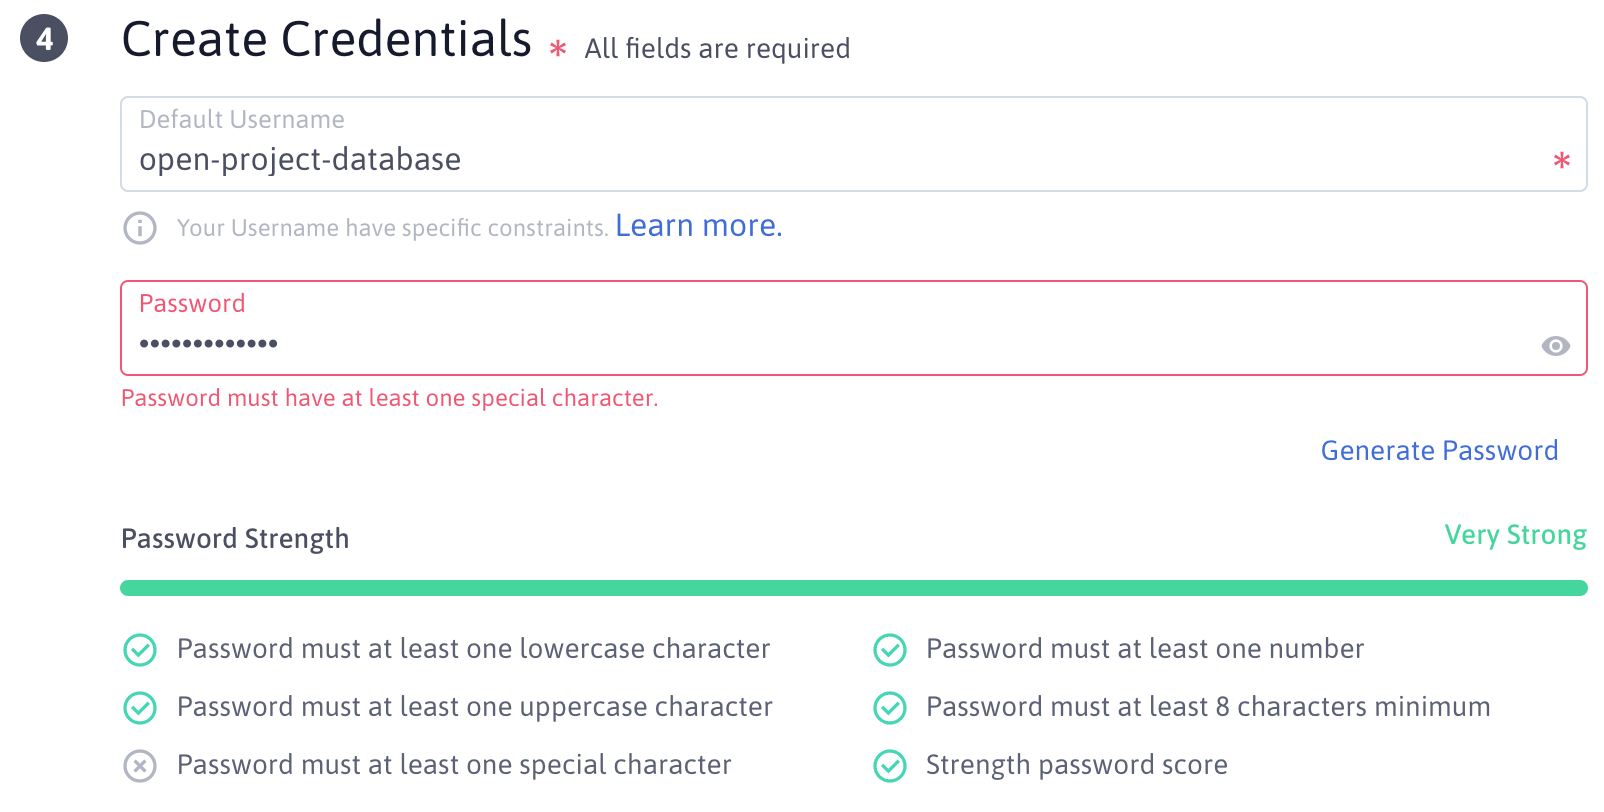 4
Create Credentials * All fields are required
Default Username
open-project-database *
Your Username have specific constraints. Learn more.
Password
•••••••••••••
Password must have at least one special character.
Generate Password
Password Strength Very Strong
Password must at least one lowercase character
Password must at least one number
Password must at least one uppercase character
Password must at least 8 characters minimum
Password must at least one special character
Strength password score